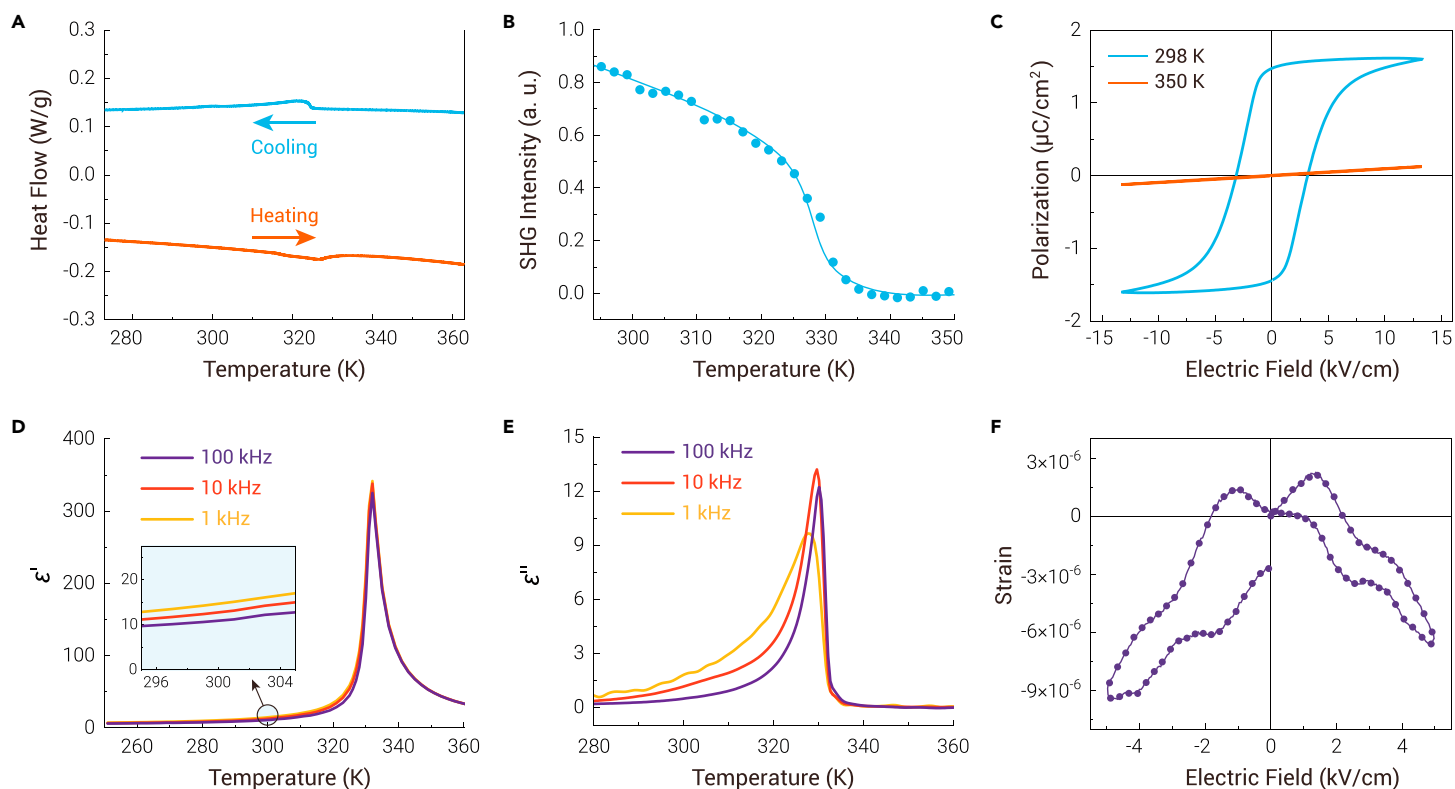 A
0.3
0.2
0.1
0.0
-0.1
-0.2
-0.3
Heat Flow (W/g)
Cooling
Heating
280
300
320
340
360
Temperature (K)
B
1.0
0.8
0.6
0.4
0.2
0.0
SHG Intensity (a. u.)
300
310
320
330
340
350
Temperature (K)
C
2
1
0
-1
-2
Polarization (μC/cm²)
298 K
350 K
-15
-10
-5
0
5
10
15
Electric Field (kV/cm)
D
400
300
200
100
0
ε'
100 kHz
10 kHz
1 kHz
20
10
0
296
300
304
260
280
300
320
340
360
Temperature (K)
E
15
12
9
6
3
0
ε"
100 kHz
10 kHz
1 kHz
280
300
320
340
360
Temperature (K)
F
3×10⁻⁶
0
-3×10⁻⁶
-6×10⁻⁶
-9×10⁻⁶
Strain
-4
-2
0
2
4
Electric Field (kV/cm)